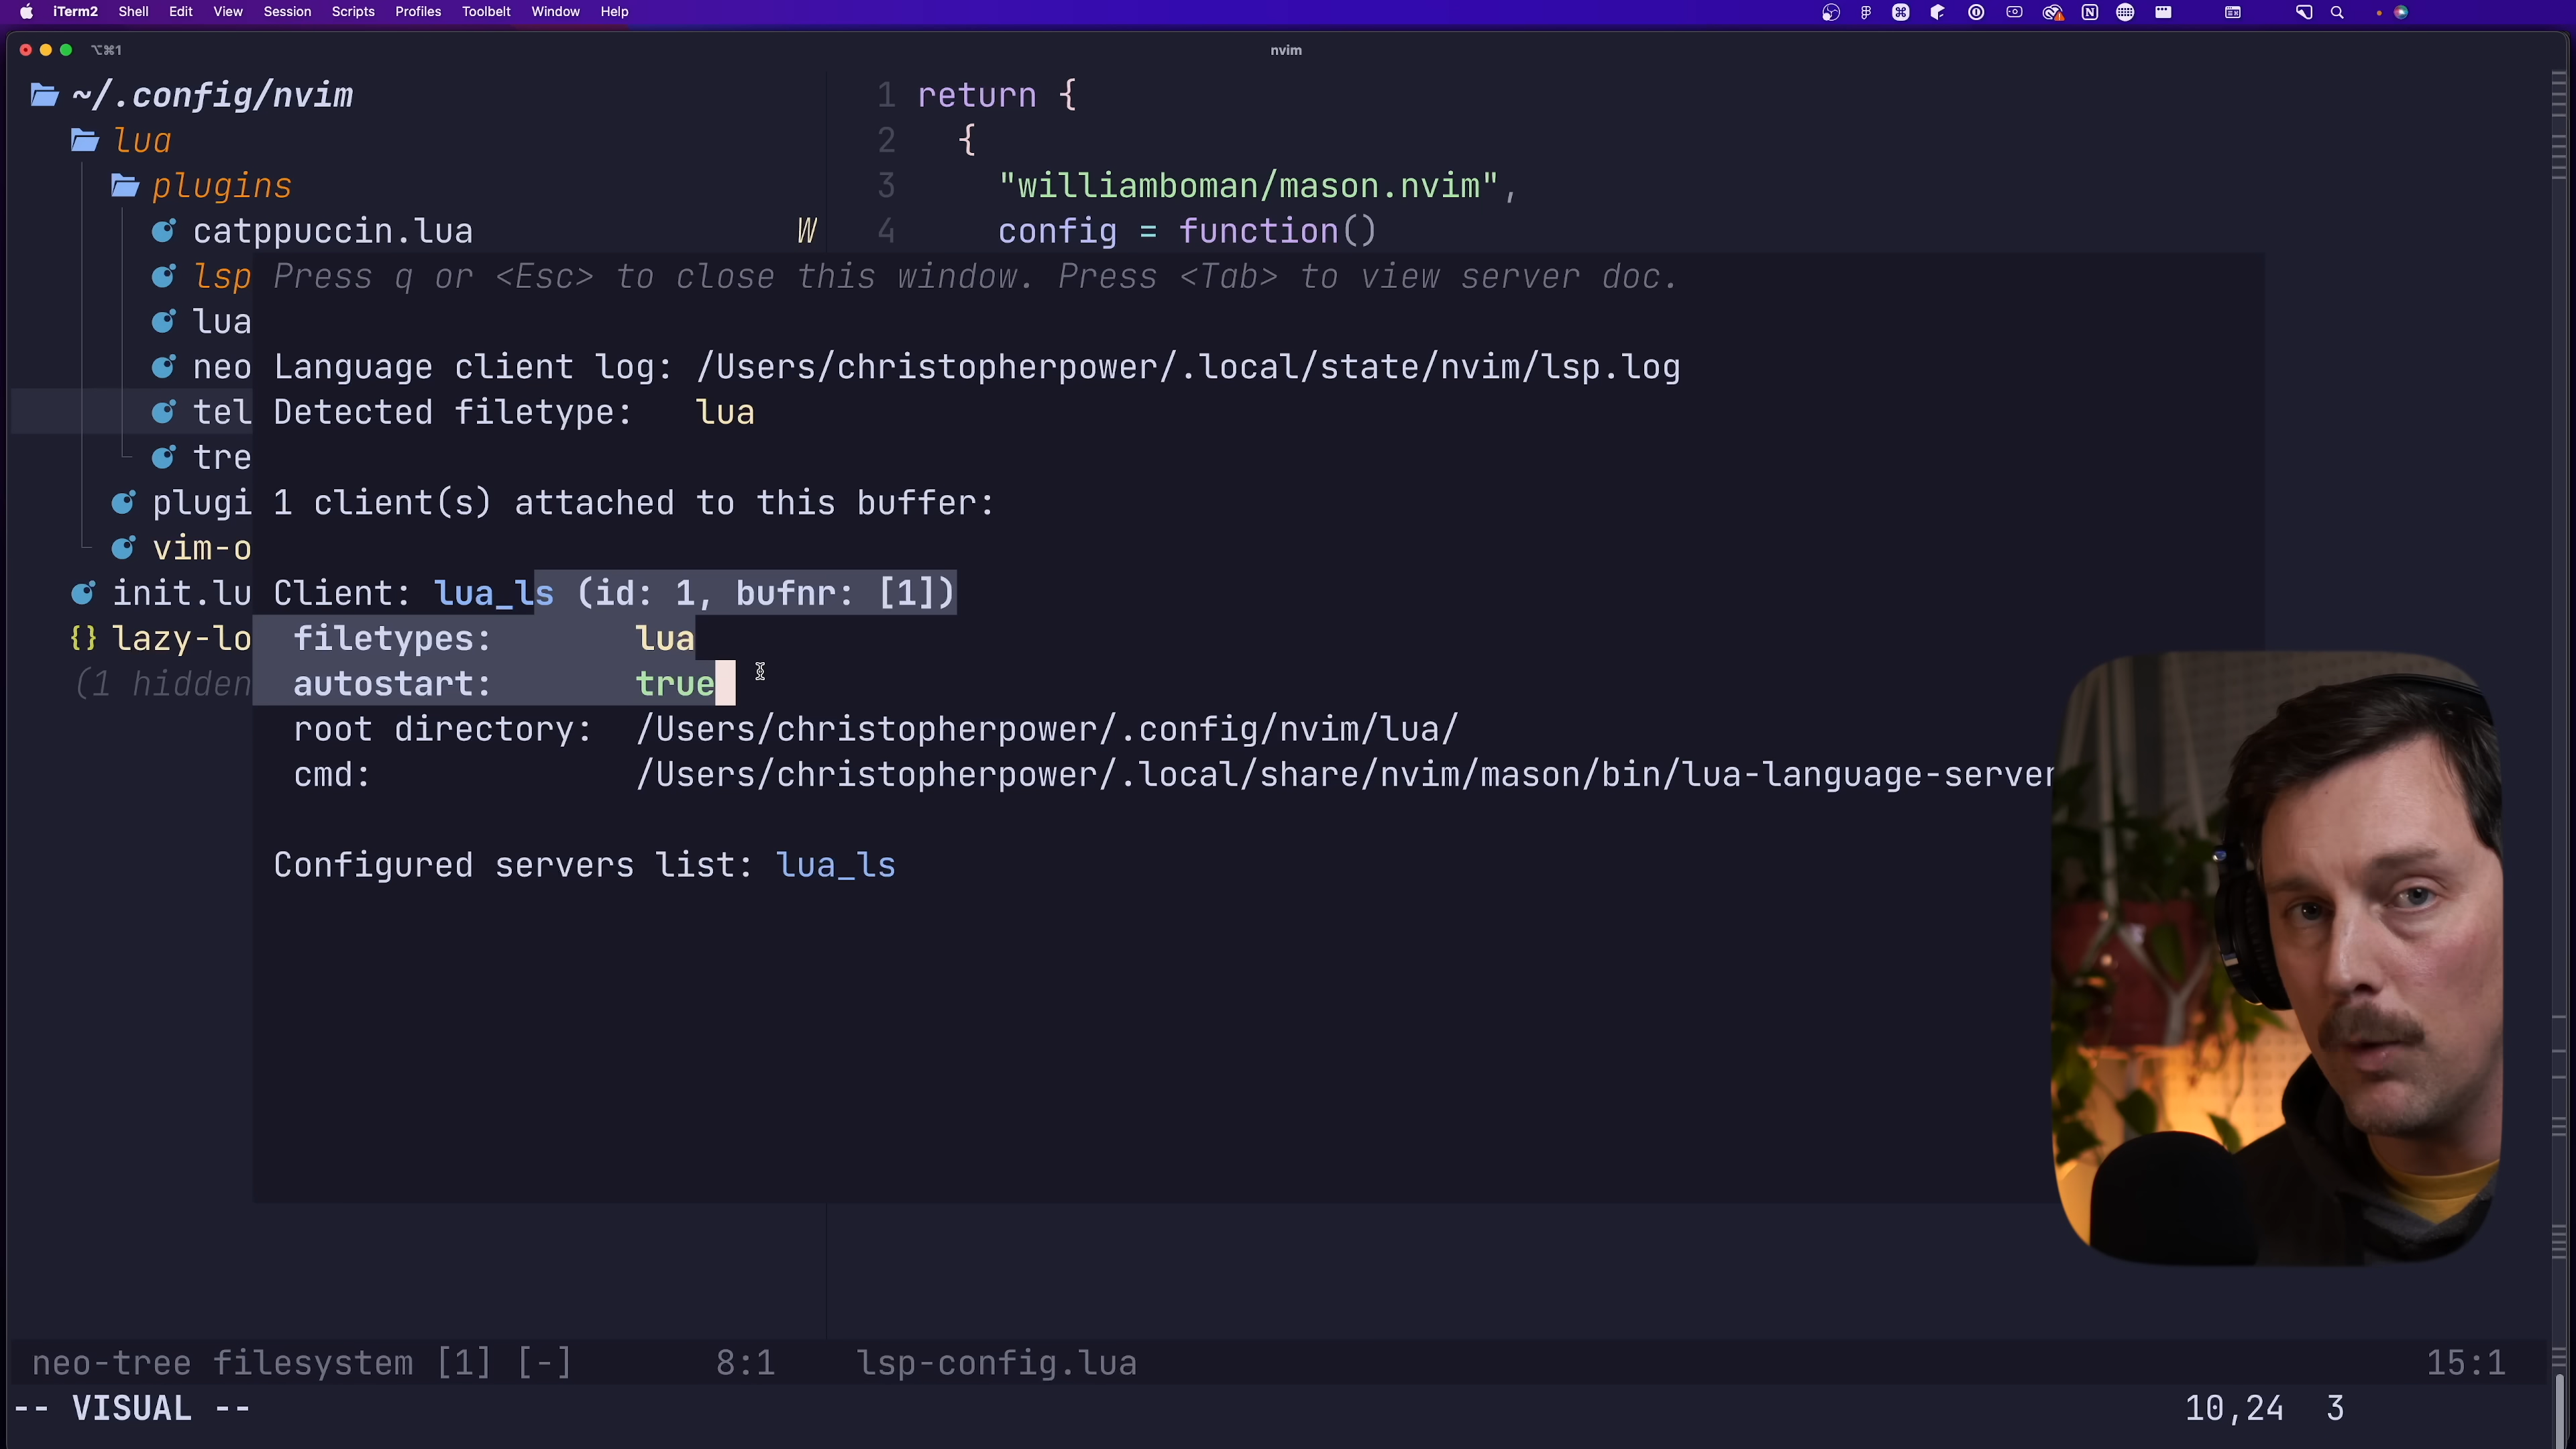 iTerm2 Shell Edit View Session Scripts Profiles Toolbelt Window Help
⌥⌘1
nvim
~/.config/nvim
lua
plugins
catppuccin.lua W
lsp
lua
neo
tel
tre
plugi
vim-o
init.lu
{} lazy-lo
(1 hidden
1 return {
2 {
3 "williamboman/mason.nvim",
4 config = function()
Press q or <Esc> to close this window. Press <Tab> to view server doc.
Language client log: /Users/christopherpower/.local/state/nvim/lsp.log
Detected filetype: lua
1 client(s) attached to this buffer:
Client: lua_ls (id: 1, bufnr: [1])
filetypes: lua
autostart: true
root directory: /Users/christopherpower/.config/nvim/lua/
cmd: /Users/christopherpower/.local/share/nvim/mason/bin/lua-language-server
Configured servers list: lua_ls
neo-tree filesystem [1] [-] 8:1 lsp-config.lua 15:1
-- VISUAL -- 10,24 3